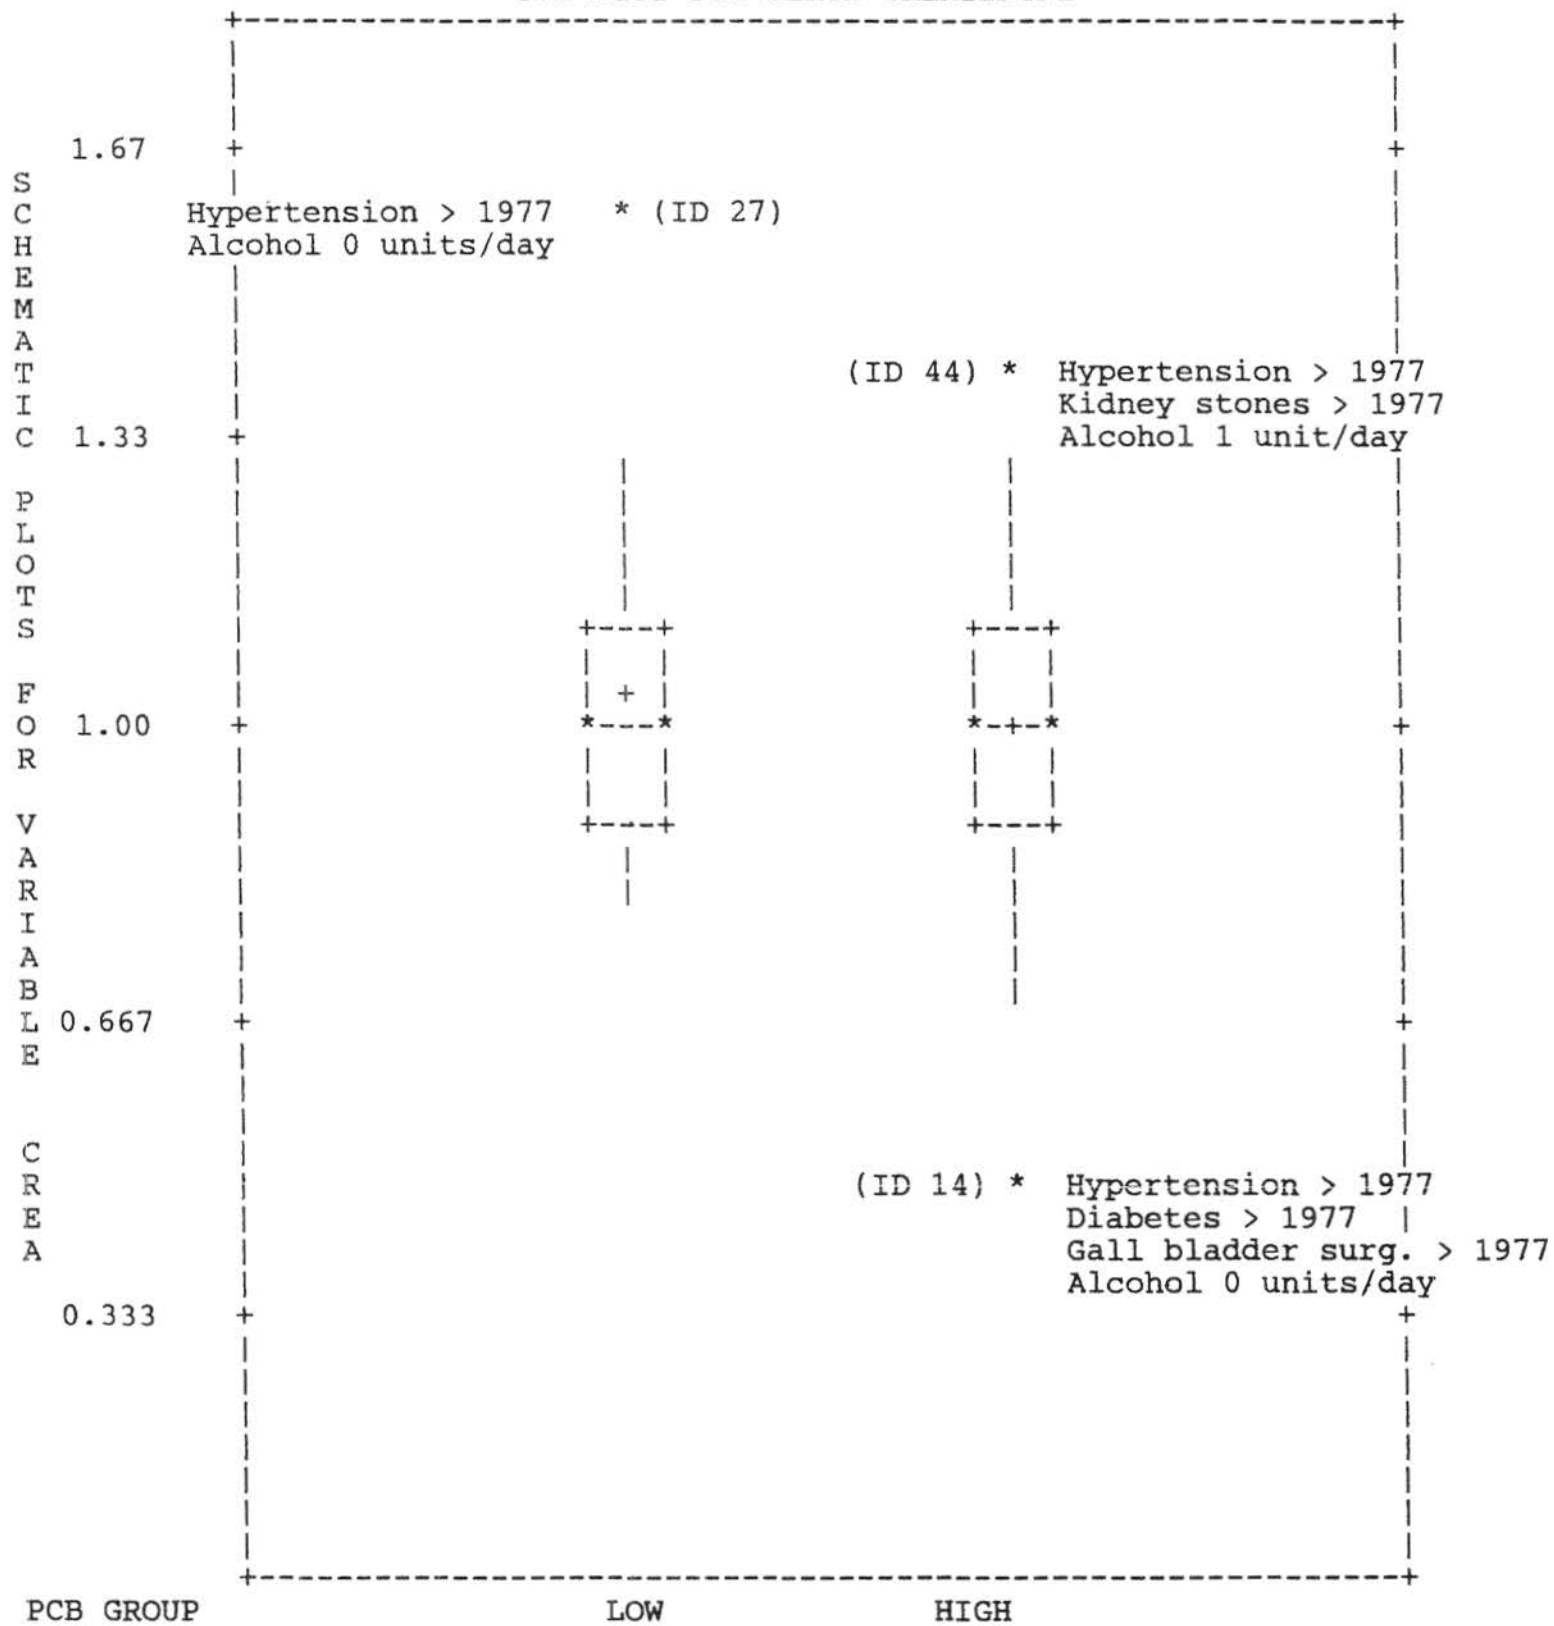 1.67
SCHEMATIC PLOTS FOR VARIABLE CREA
Hypertension > 1977 * (ID 27)
Alcohol 0 units/day
(ID 44) * Hypertension > 1977
Kidney stones > 1977
1.33
Alcohol 1 unit/day
1.00
0.667
(ID 14) * Hypertension > 1977
Diabetes > 1977
Gall bladder surg. > 1977
Alcohol 0 units/day
0.333
PCB GROUP LOW HIGH